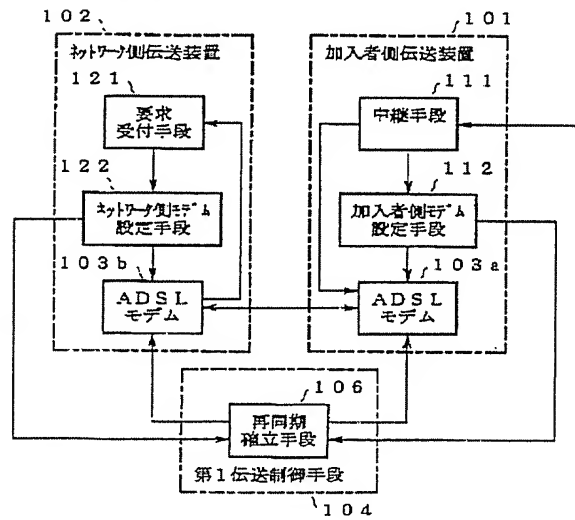 102
ネットワーク側伝送装置
121
要求
受付手段
122
ネットワーク側モデム
設定手段
103b
ADSL
モデム
101
加入者側伝送装置
111
中継手段
112
加入者側モデム
設定手段
103a
ADSL
モデム
106
再同期
確立手段
第1伝送制御手段
104